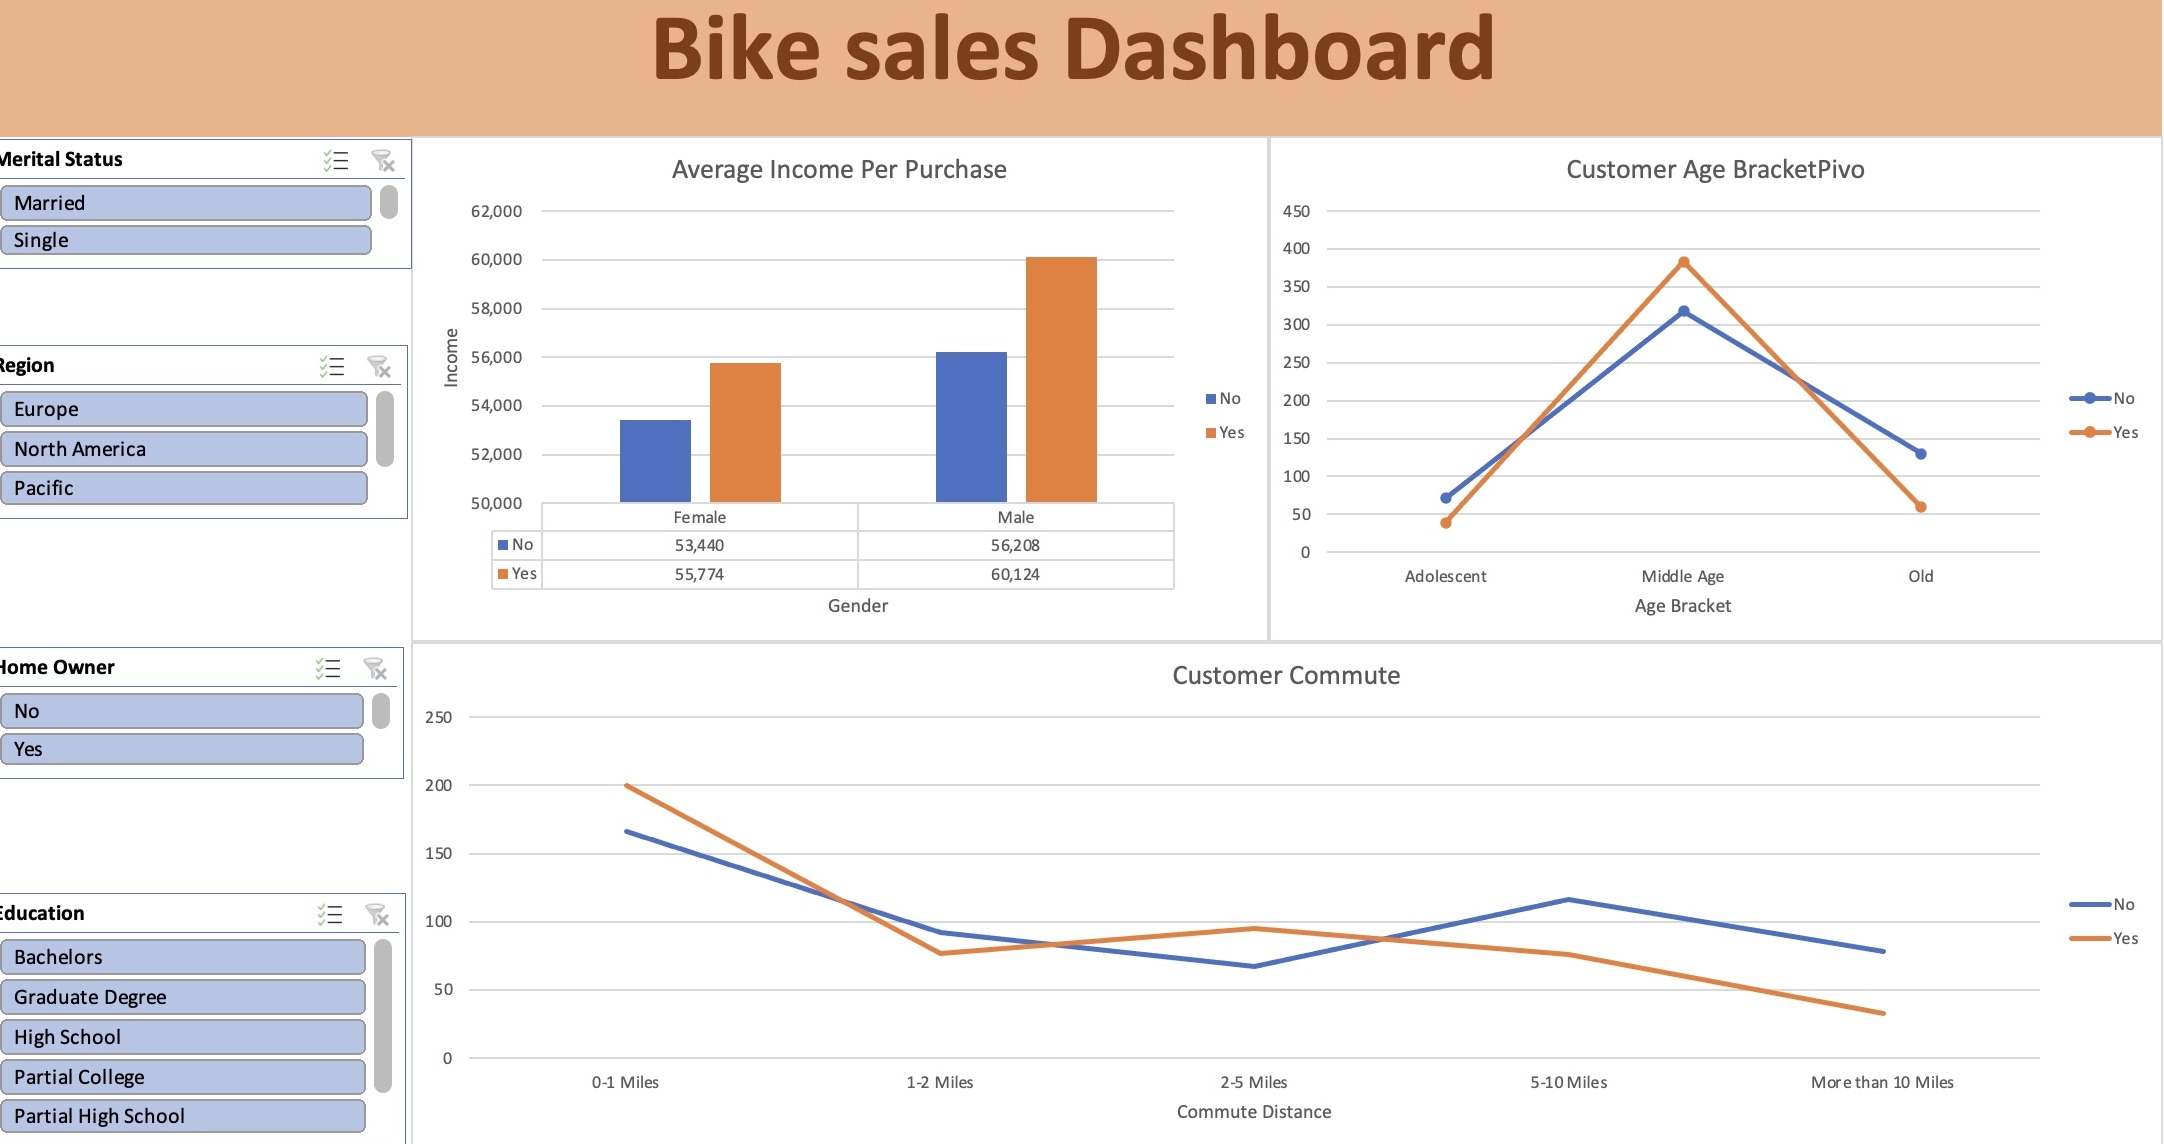 Bike sales Dashboard
Merital Status
Married
Single
Region
Europe
North America
Pacific
Home Owner
No
Yes
Education
Bachelors
Graduate Degree
High School
Partial College
Partial High School
Average Income Per Purchase
62,000
60,000
58,000
56,000
54,000
52,000
50,000
Income
Female Male
No 53,440 56,208
Yes 55,774 60,124
Gender
No
Yes
Customer Age BracketPivo
450
400
350
300
250
200
150
100
50
0
Adolescent Middle Age Old
Age Bracket
No
Yes
Customer Commute
250
200
150
100
50
0
0-1 Miles 1-2 Miles 2-5 Miles 5-10 Miles More than 10 Miles
Commute Distance
No
Yes